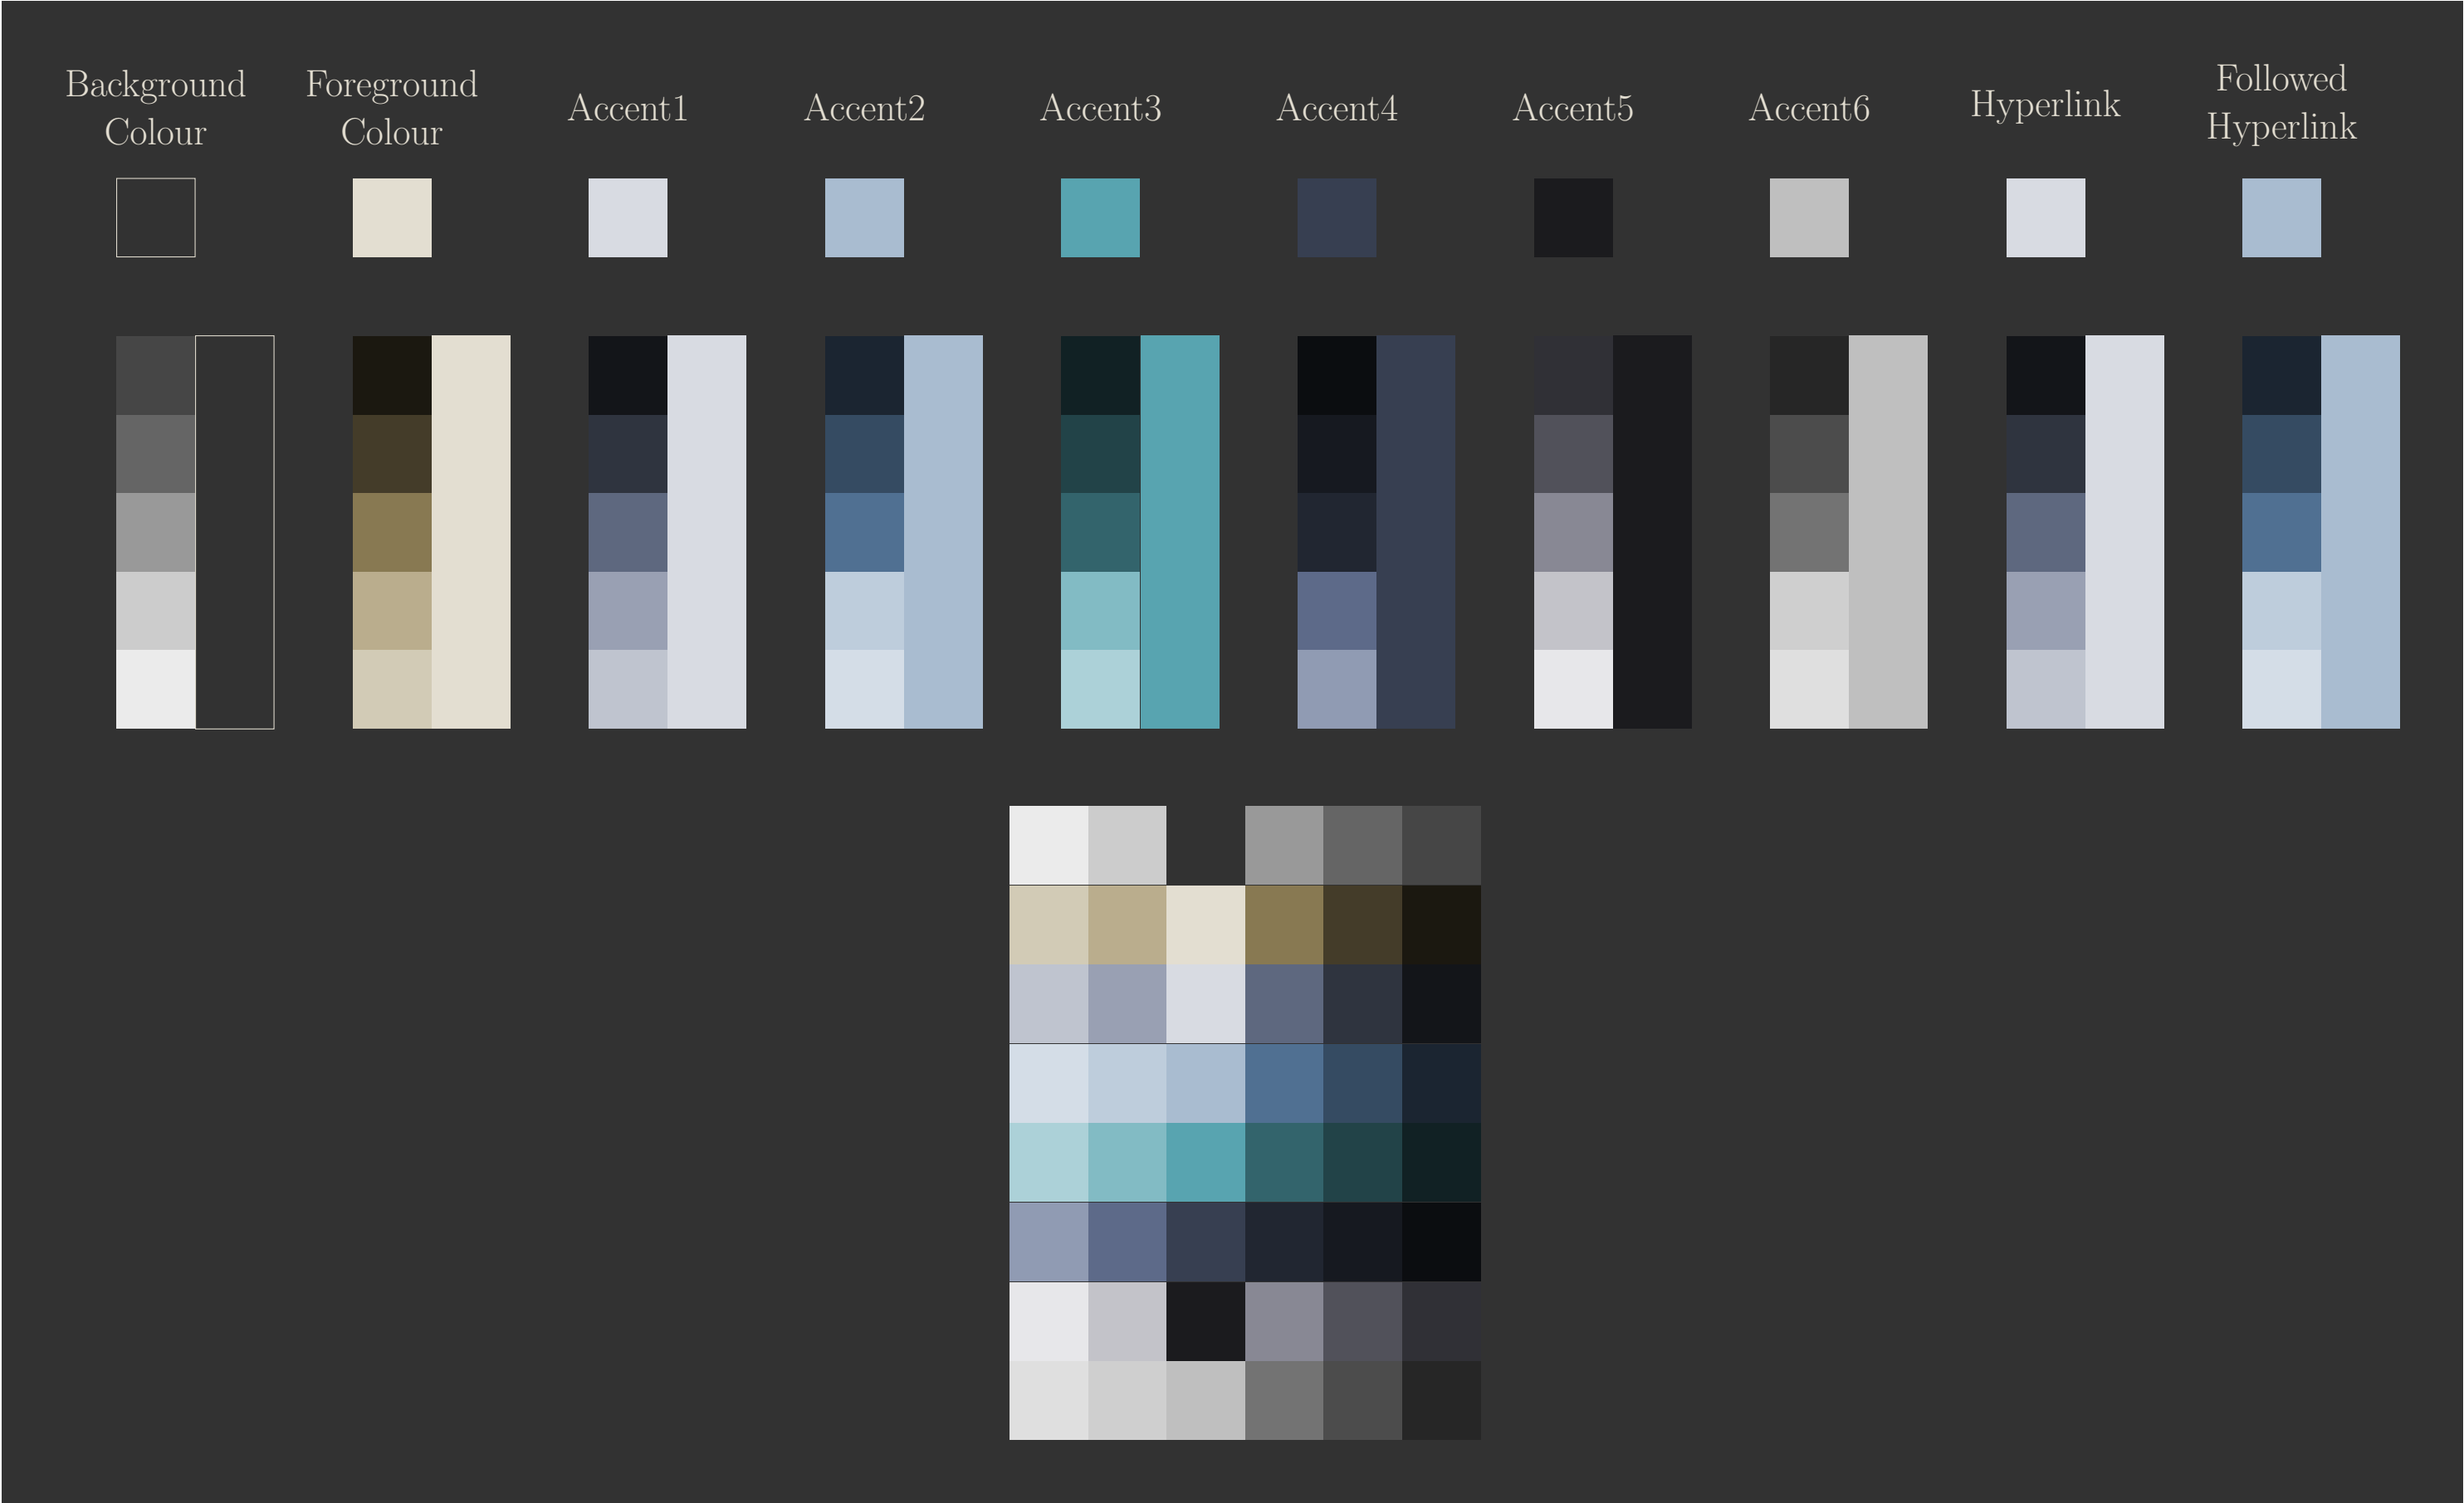 Background
Colour
Foreground
Colour
Accent1
Accent2
Accent3
Accent4
Accent5
Accent6
Hyperlink
Followed
Hyperlink